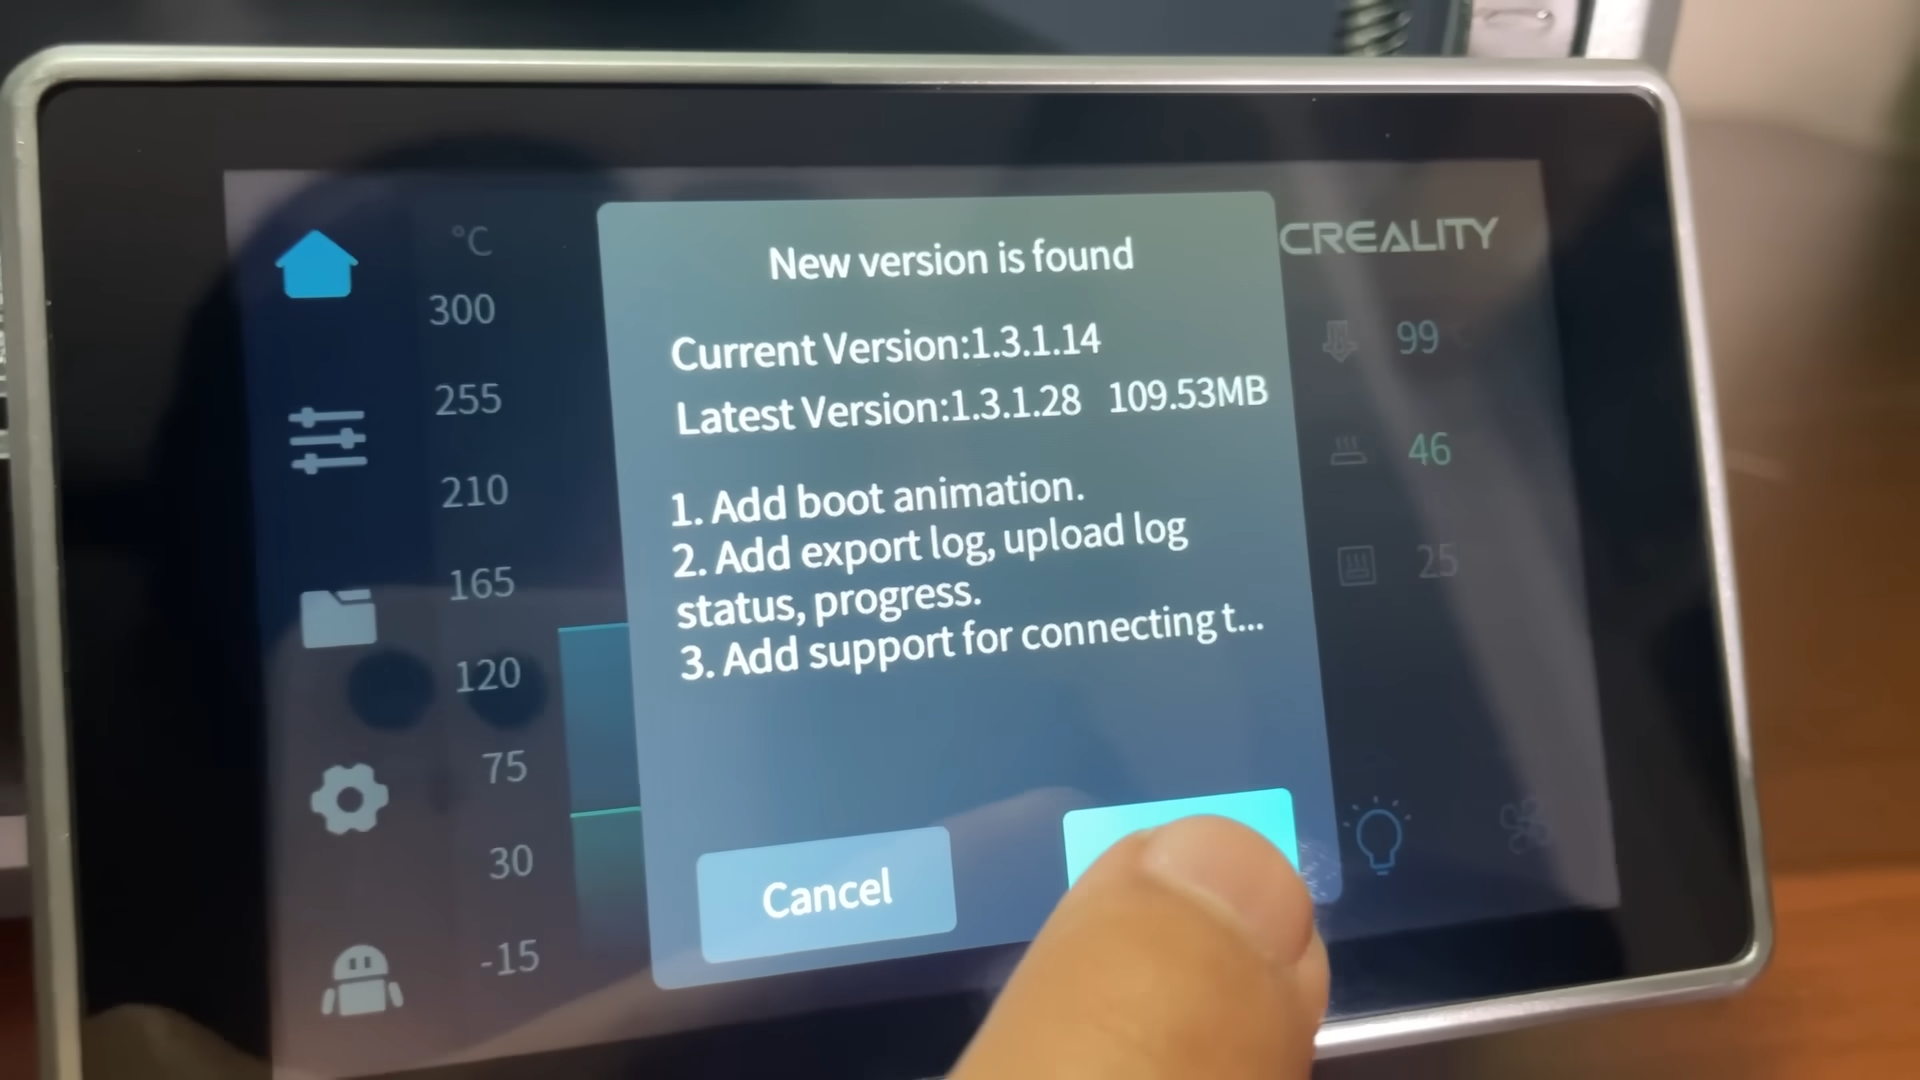 New version is found
Current Version:1.3.1.14
Latest Version:1.3.1.28 109.53MB
1. Add boot animation.
2. Add export log, upload log
status, progress.
3. Add support for connecting t...
Cancel
°C
300
255
210
165
120
75
30
-15
CREALITY
99
46
25